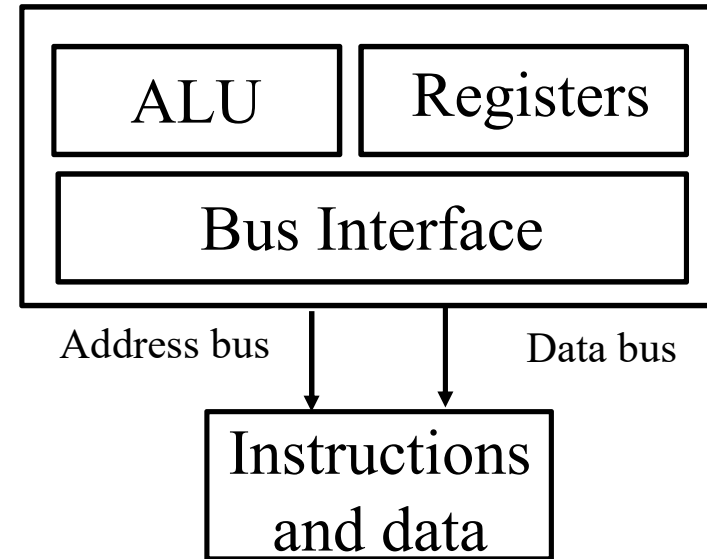 ALU
Registers
Bus Interface
Address bus
Data bus
Instructions
and data